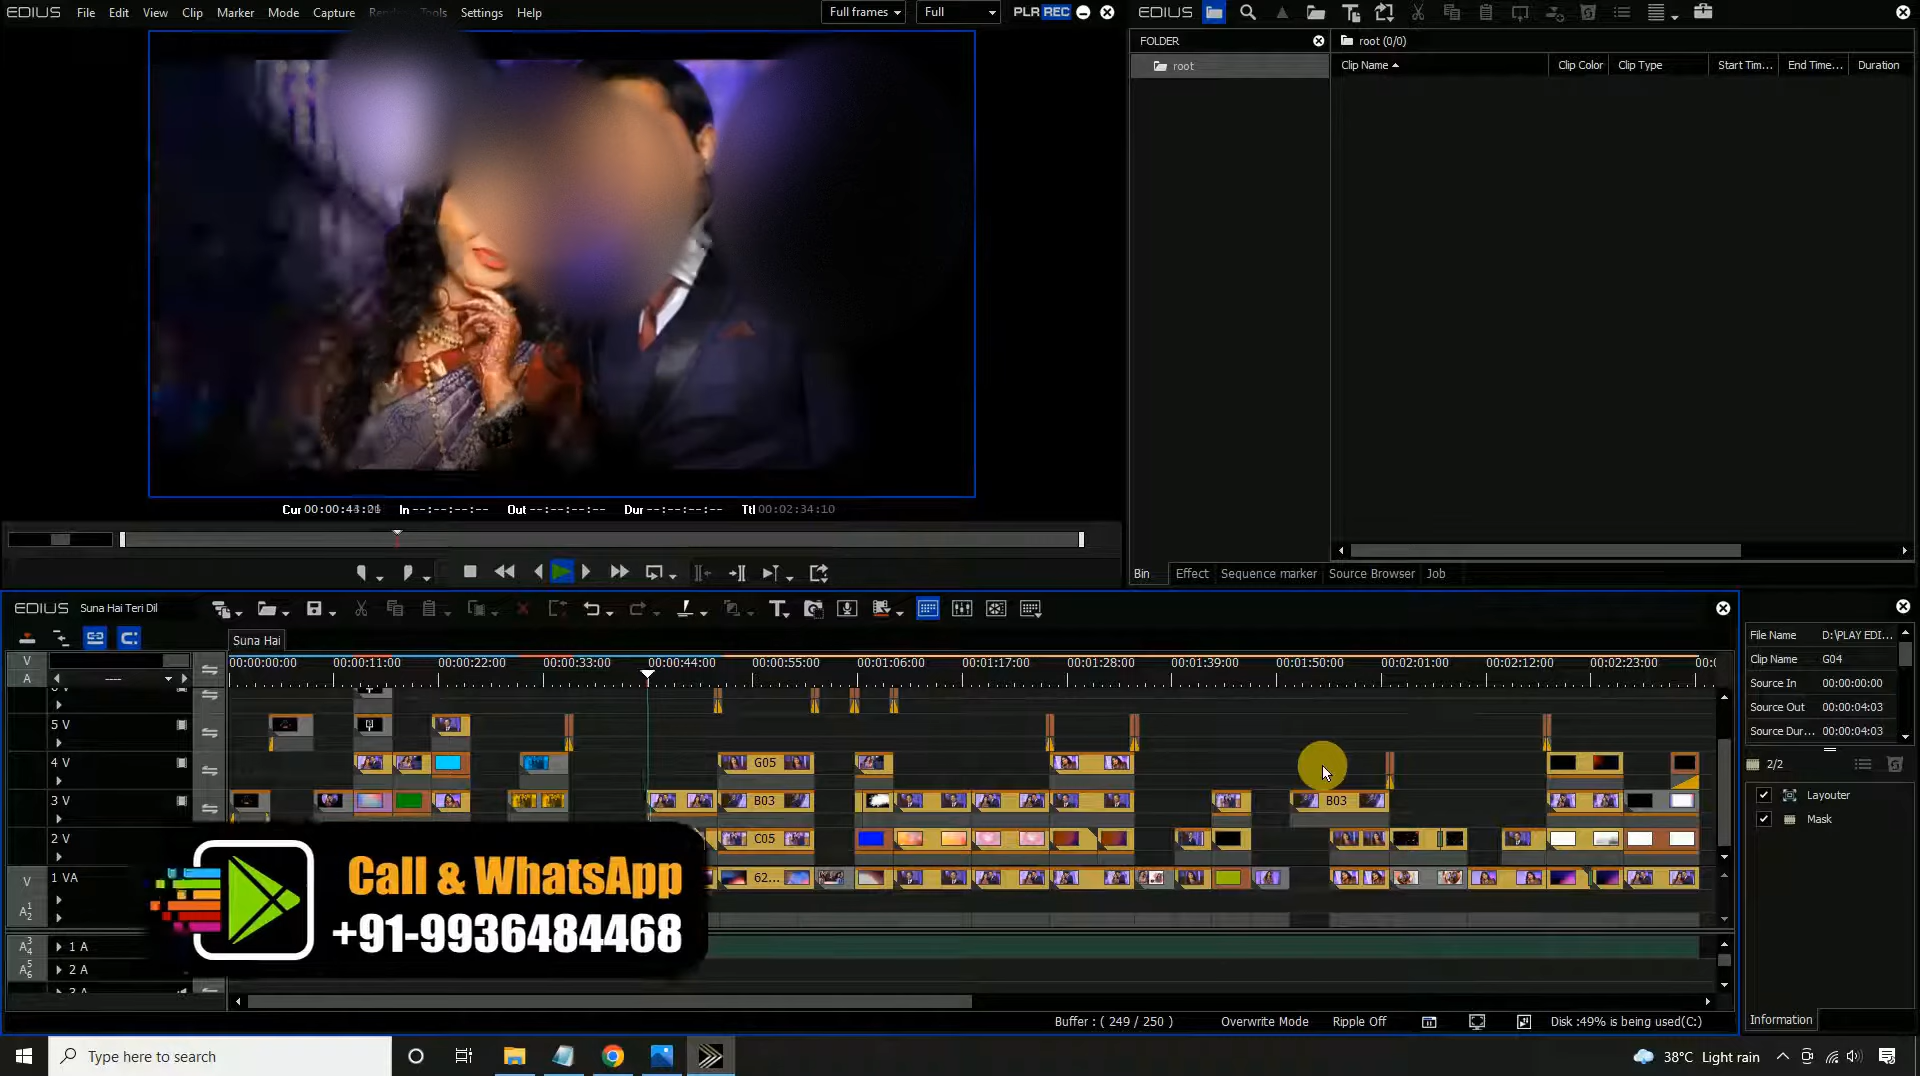 EDIUS File Edit View Clip Marker Mode Capture Render Tools Settings Help Full frames Full PLR REC
EDIUS
FOLDER
root
root (0/0)
Clip Name Clip Color Clip Type Start Tim... End Time... Duration
In --:--:--:-- Out --:--:--:-- Dur --:--:--:-- Ttl 00:02:34:10
Bin Effect Sequence marker Source Browser Job
EDIUS Suna Hai Teri Dil
Suna Hai
00:00:00:00 00:00:11:00 00:00:22:00 00:00:33:00 00:00:44:00 00:00:55:00 00:01:06:00 00:01:17:00 00:01:28:00 00:01:39:00 00:01:50:00 00:02:01:00 00:02:12:00 00:02:23:00
V
A
5 V
4 V
G05
3 V
B03
B03
2 V
C05
V
1 VA
62...
A12
A34
1 A
A56
2 A
3 A
Call & WhatsApp
+91-9936484468
File Name D:\PLAY EDI...
Clip Name G04
Source In 00:00:00:00
Source Out 00:00:04:03
Source Dur... 00:00:04:03
2/2
Layouter
Mask
Information
Buffer : ( 249 / 250 ) Overwrite Mode Ripple Off Disk :49% is being used(C:)
Type here to search
38°C Light rain